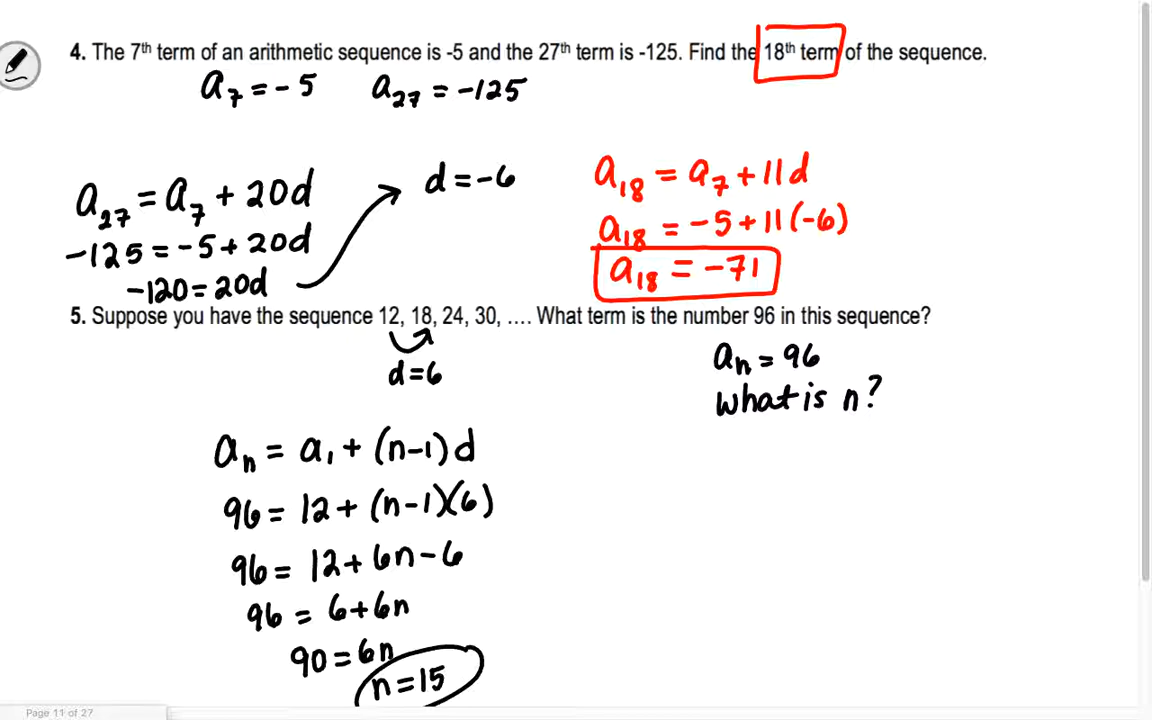 4. The 7th term of an arithmetic sequence is -5 and the 27th term is -125. Find the 18th term of the sequence.
a₇ = -5 a₂₇ = -125
a₂₇ = a₇ + 20d
-125 = -5 + 20d
-120 = 20d
d = -6
a₁₈ = a₇ + 11d
a₁₈ = -5 + 11(-6)
a₁₈ = -71
5. Suppose you have the sequence 12, 18, 24, 30, …. What term is the number 96 in this sequence?
d = 6
aₙ = 96
what is n?
aₙ = a₁ + (n-1)d
96 = 12 + (n-1)(6)
96 = 12 + 6n - 6
96 = 6 + 6n
90 = 6n
n = 15
Page 11 of 27